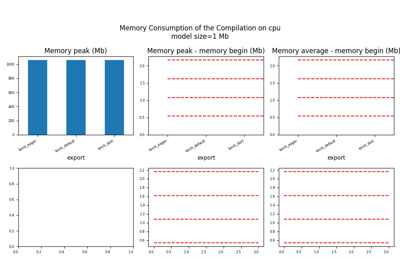 Memory Consumption of the Compilation on cpu
model size=1 Mb
Memory peak (Mb)
Memory peak - memory begin (Mb)
Memory average - memory begin (Mb)
1000
800
600
400
200
0
2.0
1.5
1.0
0.5
0.0
2.0
1.5
1.0
0.5
0.0
torch_eager
torch_default
torch_dort
torch_eager
torch_default
torch_dort
torch_eager
torch_default
torch_dort
export
export
export
1.0
0.8
0.6
0.4
0.2
0.0
2.2
2.0
1.8
1.6
1.4
1.2
1.0
0.8
0.6
2.2
2.0
1.8
1.6
1.4
1.2
1.0
0.8
0.6
0.0 0.2 0.4 0.6 0.8 1.0
0.0 0.5 1.0 1.5 2.0 2.5 3.0
0.0 0.5 1.0 1.5 2.0 2.5 3.0